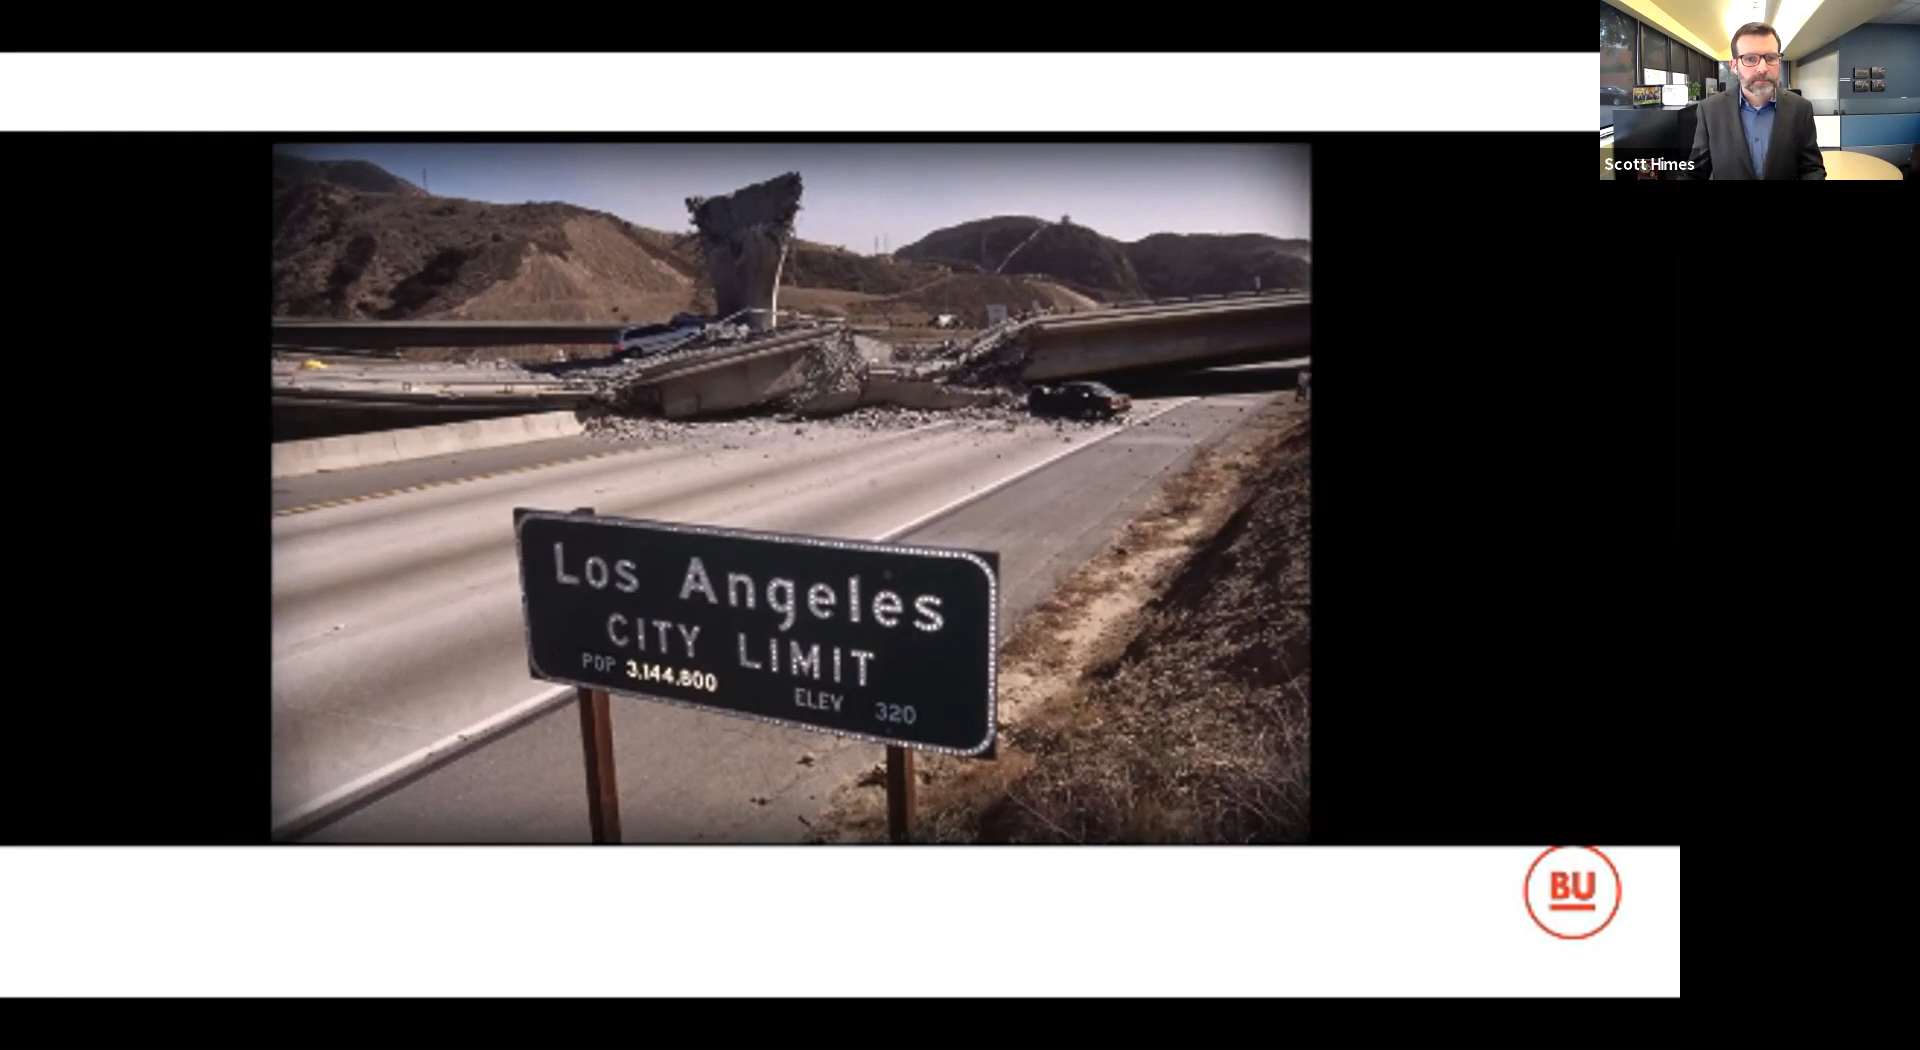 Scott Himes
Los Angeles
CITY LIMIT
POP 3,144,800
ELEV 320
BU